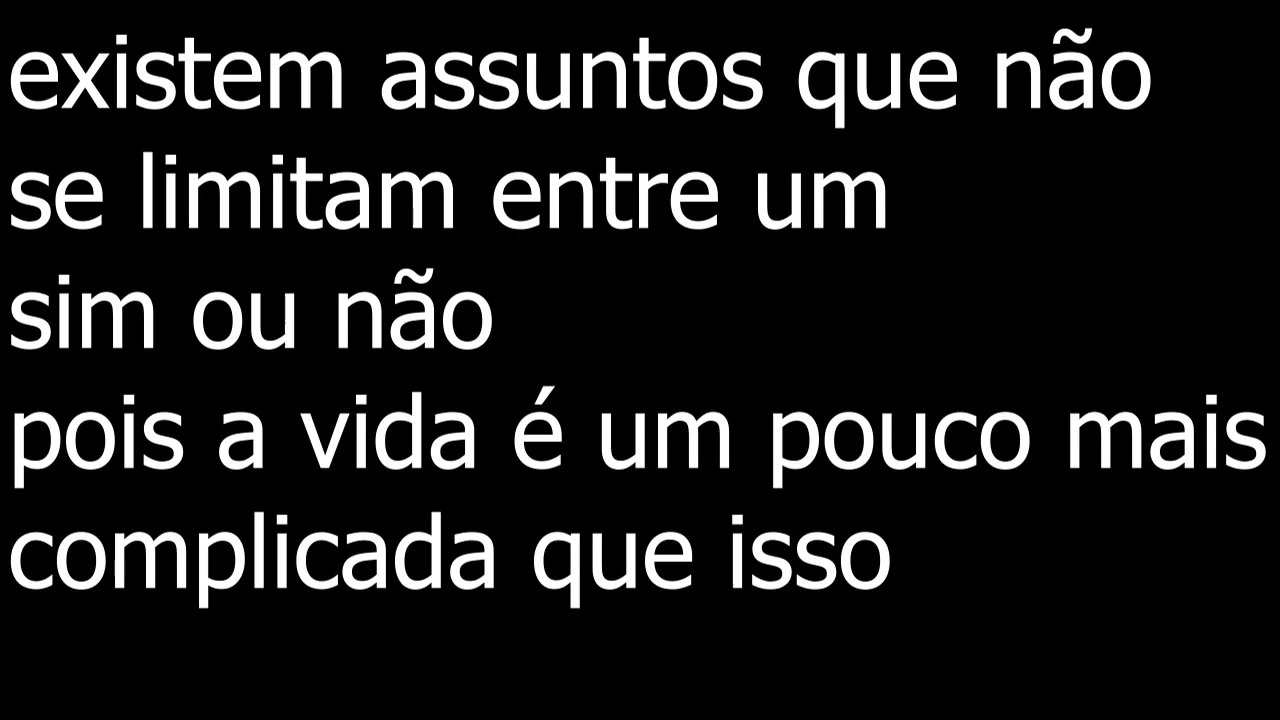 existem assuntos que não
se limitam entre um
sim ou não
pois a vida é um pouco mais
complicada que isso